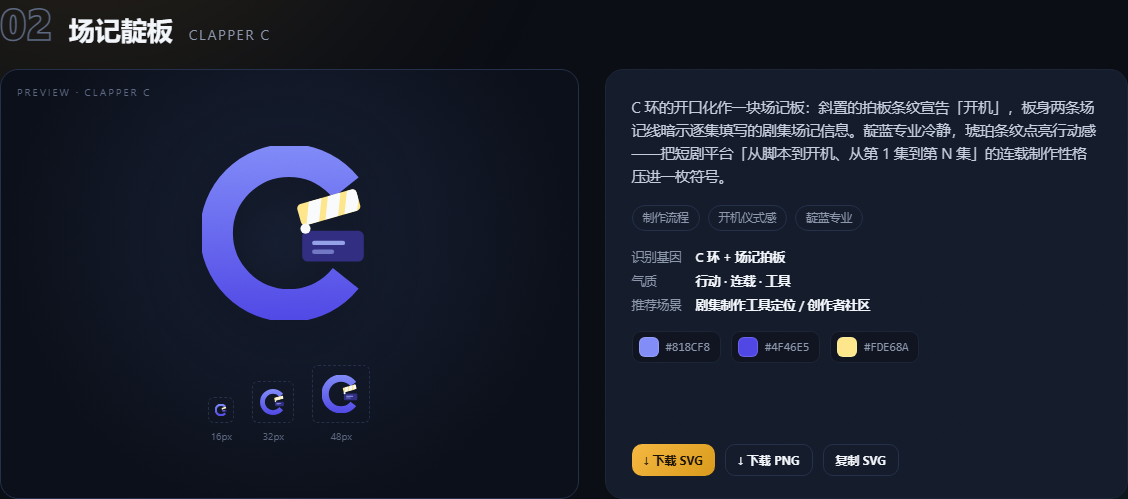 02 场记靛板 CLAPPER C
PREVIEW · CLAPPER C
16px 32px 48px
C 环的开口化作一块场记板：斜置的拍板条纹宣告「开机」，板身两条场
记线暗示逐集填写的剧集场记信息。靛蓝专业冷静，琥珀条纹点亮行动感
——把短剧平台「从脚本到开机、从第 1 集到第 N 集」的连载制作性格
压进一枚符号。
制作流程 开机仪式感 靛蓝专业
识别基因 C 环 + 场记拍板
气质 行动 · 连载 · 工具
推荐场景 剧集制作工具定位 / 创作者社区
#818CF8 #4F46E5 #FDE68A
↓ 下载 SVG ↓ 下载 PNG 复制 SVG